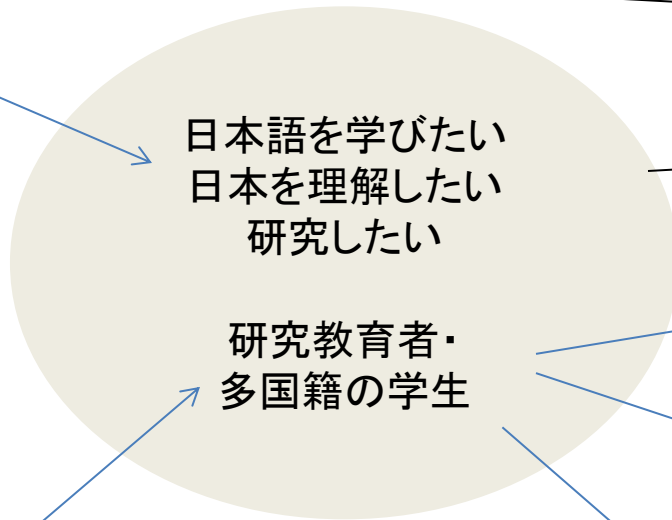 日本語を学びたい
日本を理解したい
研究したい
研究教育者・
多国籍の学生